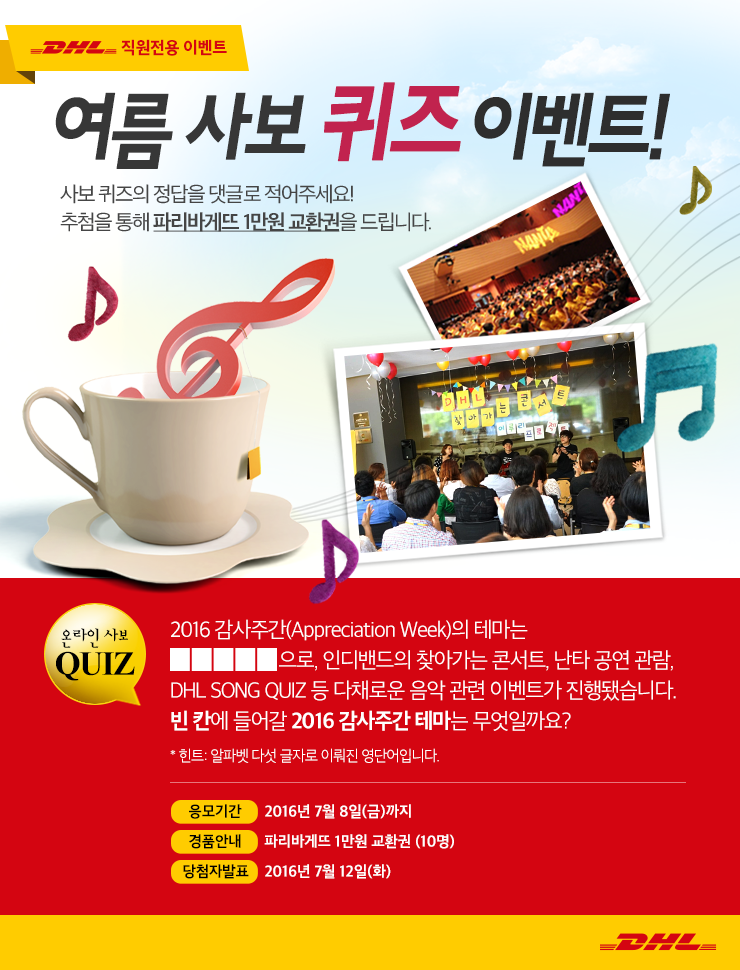 DHL 직원전용 이벤트
여름 사보 퀴즈 이벤트!
사보 퀴즈의 정답을 댓글로 적어주세요!
추첨을 통해 파리바게뜨 1만원 교환권을 드립니다.
NANTA
NANTA
DHL
찾아가는 콘서트
온라인 사보
QUIZ
2016 감사주간(Appreciation Week)의 테마는
□□□□□으로, 인디밴드의 찾아가는 콘서트, 난타 공연 관람,
DHL SONG QUIZ 등 다채로운 음악 관련 이벤트가 진행됐습니다.
빈 칸에 들어갈 2016 감사주간 테마는 무엇일까요?
* 힌트: 알파벳 다섯 글자로 이뤄진 영단어입니다.
응모기간 2016년 7월 8일(금)까지
경품안내 파리바게뜨 1만원 교환권 (10명)
당첨자발표 2016년 7월 12일(화)
DHL